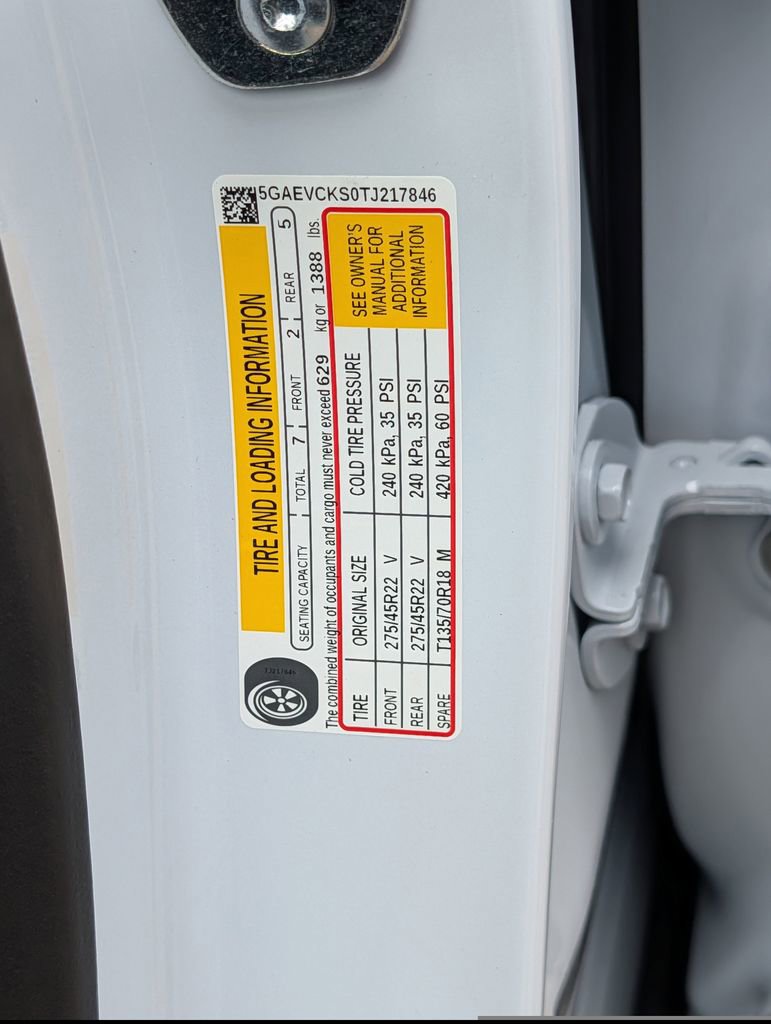 5GAEVCKS0TJ217846
TIRE AND LOADING INFORMATION
SEATING CAPACITY TOTAL 7 FRONT 2 REAR 5
The combined weight of occupants and cargo must never exceed 629 kg or 1388 lbs.
TIRE ORIGINAL SIZE COLD TIRE PRESSURE
FRONT 275/45R22 V 240 kPa, 35 PSI
REAR 275/45R22 V 240 kPa, 35 PSI
SPARE T135/70R18 M 420 kPa, 60 PSI
SEE OWNER'S
MANUAL FOR
ADDITIONAL
INFORMATION
TJ217846